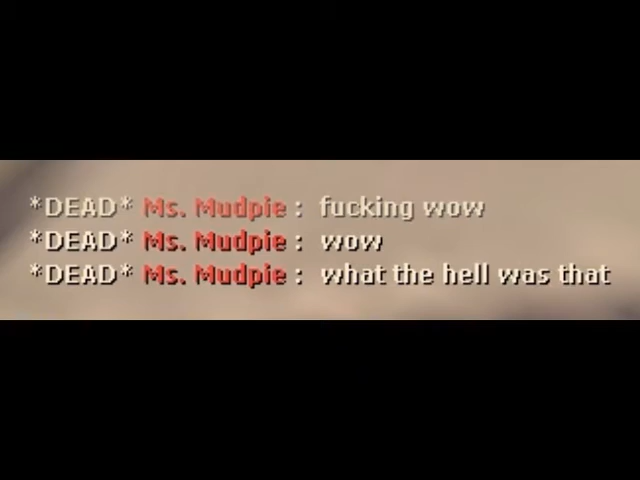 *DEAD* Ms. Mudpie :  fucking wow
*DEAD* Ms. Mudpie :  wow
*DEAD* Ms. Mudpie :  what the hell was that